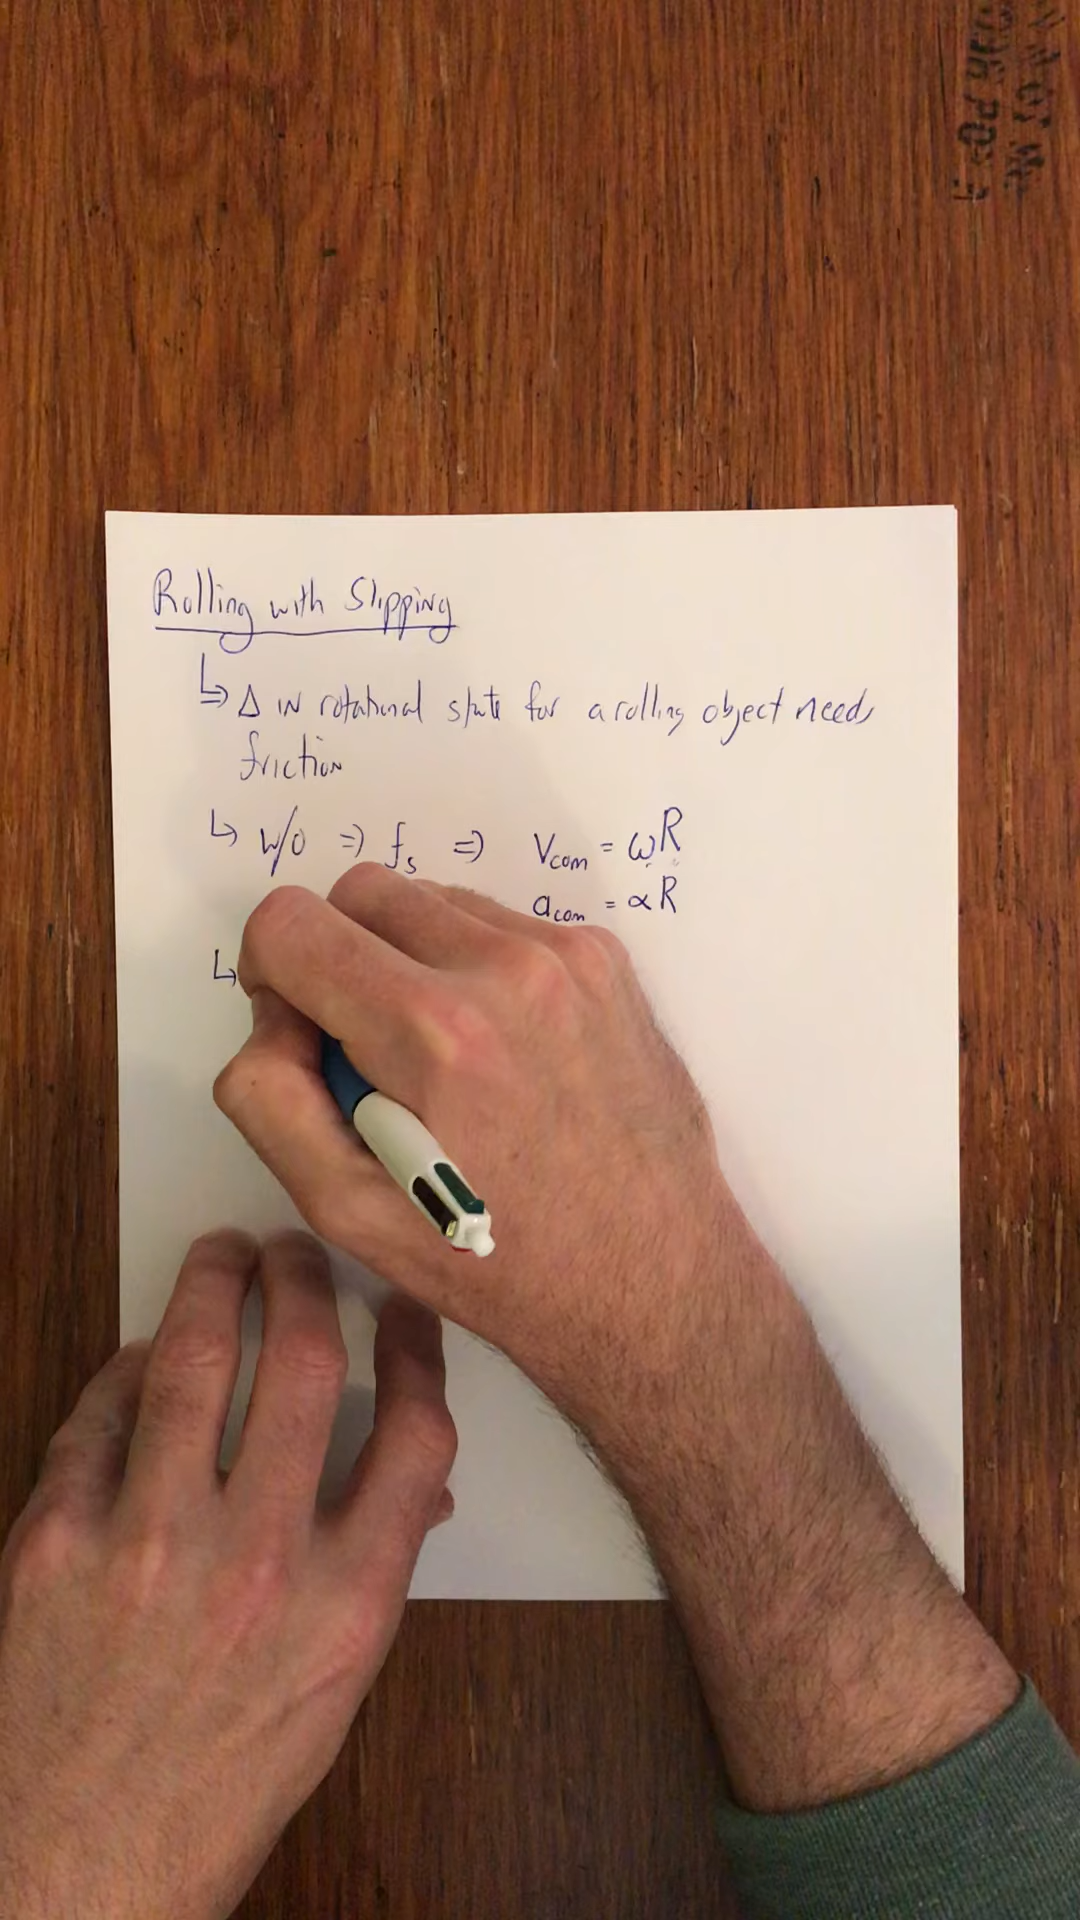 Rolling with Slipping
↳ Δ in rotational state for a rolling object needs
friction
↳ w/o ⇒ fₛ ⇒ Vcom = ωR
acom = αR
↳